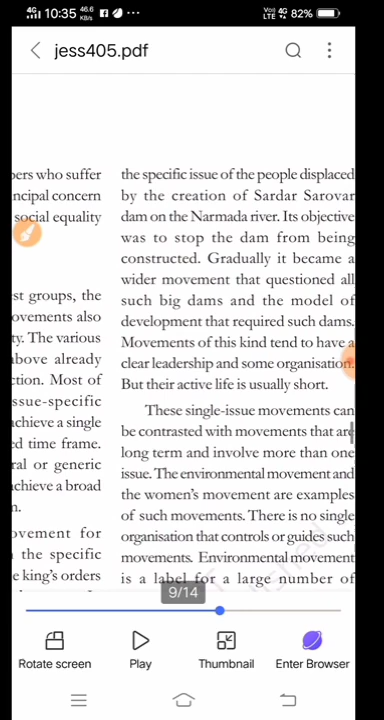 4G 10:35 46.6 KB/s ... Vo) LTE 4G 82%
jess405.pdf
bers who suffer
ncipal concern
social equality
st groups, the
ovements also
ty. The various
above already
ction. Most of
ssue-specific
achieve a single
ed time frame.
ral or generic
achieve a broad
n.
ovement for
the specific
e king's orders
the specific issue of the people displaced
by the creation of Sardar Sarovar
dam on the Narmada river. Its objective
was to stop the dam from being
constructed. Gradually it became a
wider movement that questioned all
such big dams and the model of
development that required such dams.
Movements of this kind tend to have a
clear leadership and some organisation.
But their active life is usually short.
These single-issue movements can
be contrasted with movements that are
long term and involve more than one
issue. The environmental movement and
the women's movement are examples
of such movements. There is no single
organisation that controls or guides such
movements. Environmental movement
is a label for a large number of
9/14
Rotate screen
Play
Thumbnail
Enter Browser